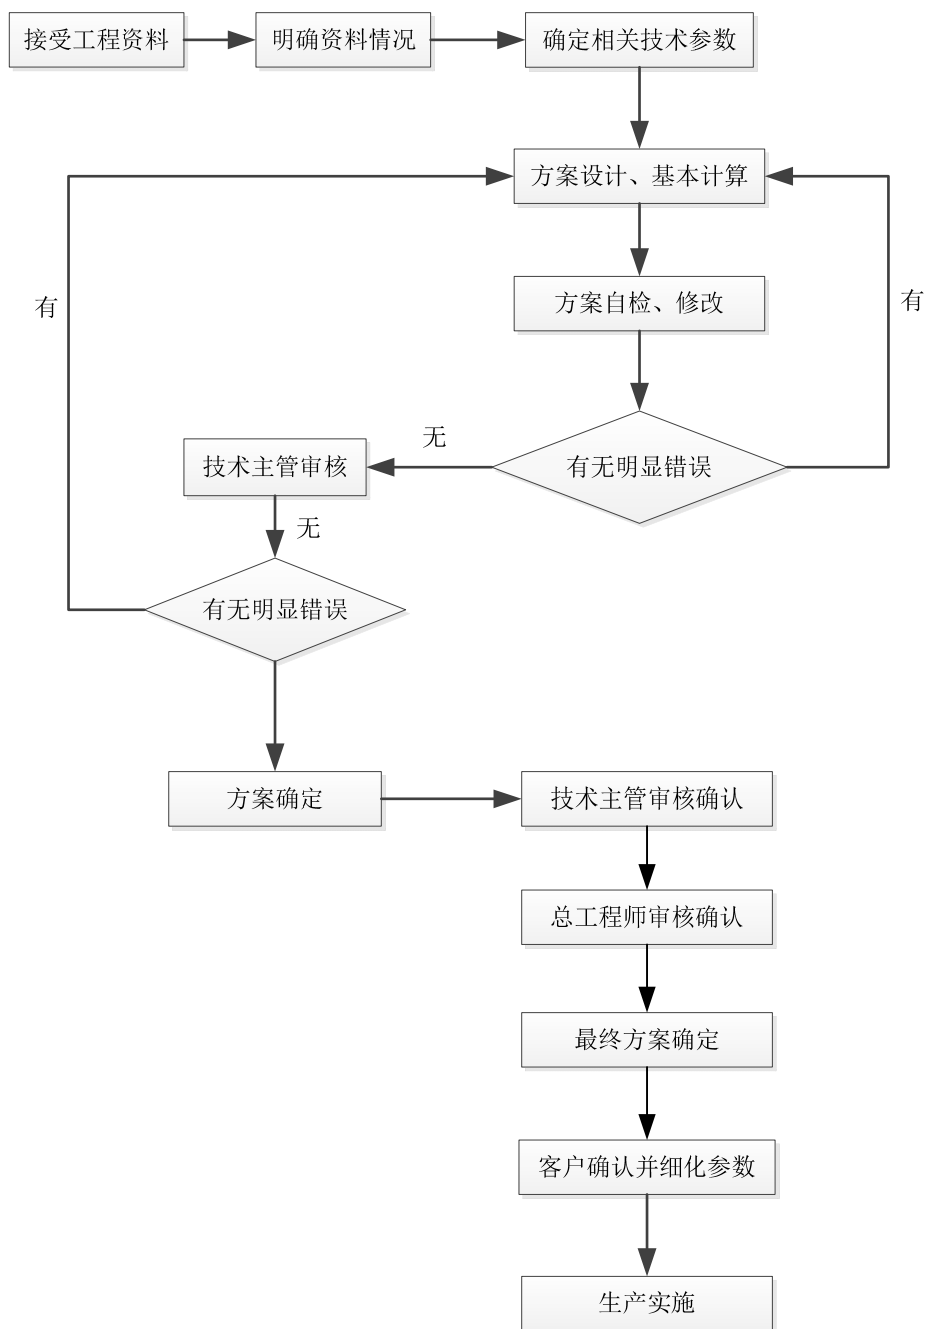 接受工程资料
明确资料情况
确定相关技术参数
方案设计、基本计算
有
有
方案自检、修改
无
技术主管审核
有无明显错误
无
有无明显错误
方案确定
技术主管审核确认
总工程师审核确认
最终方案确定
客户确认并细化参数
生产实施